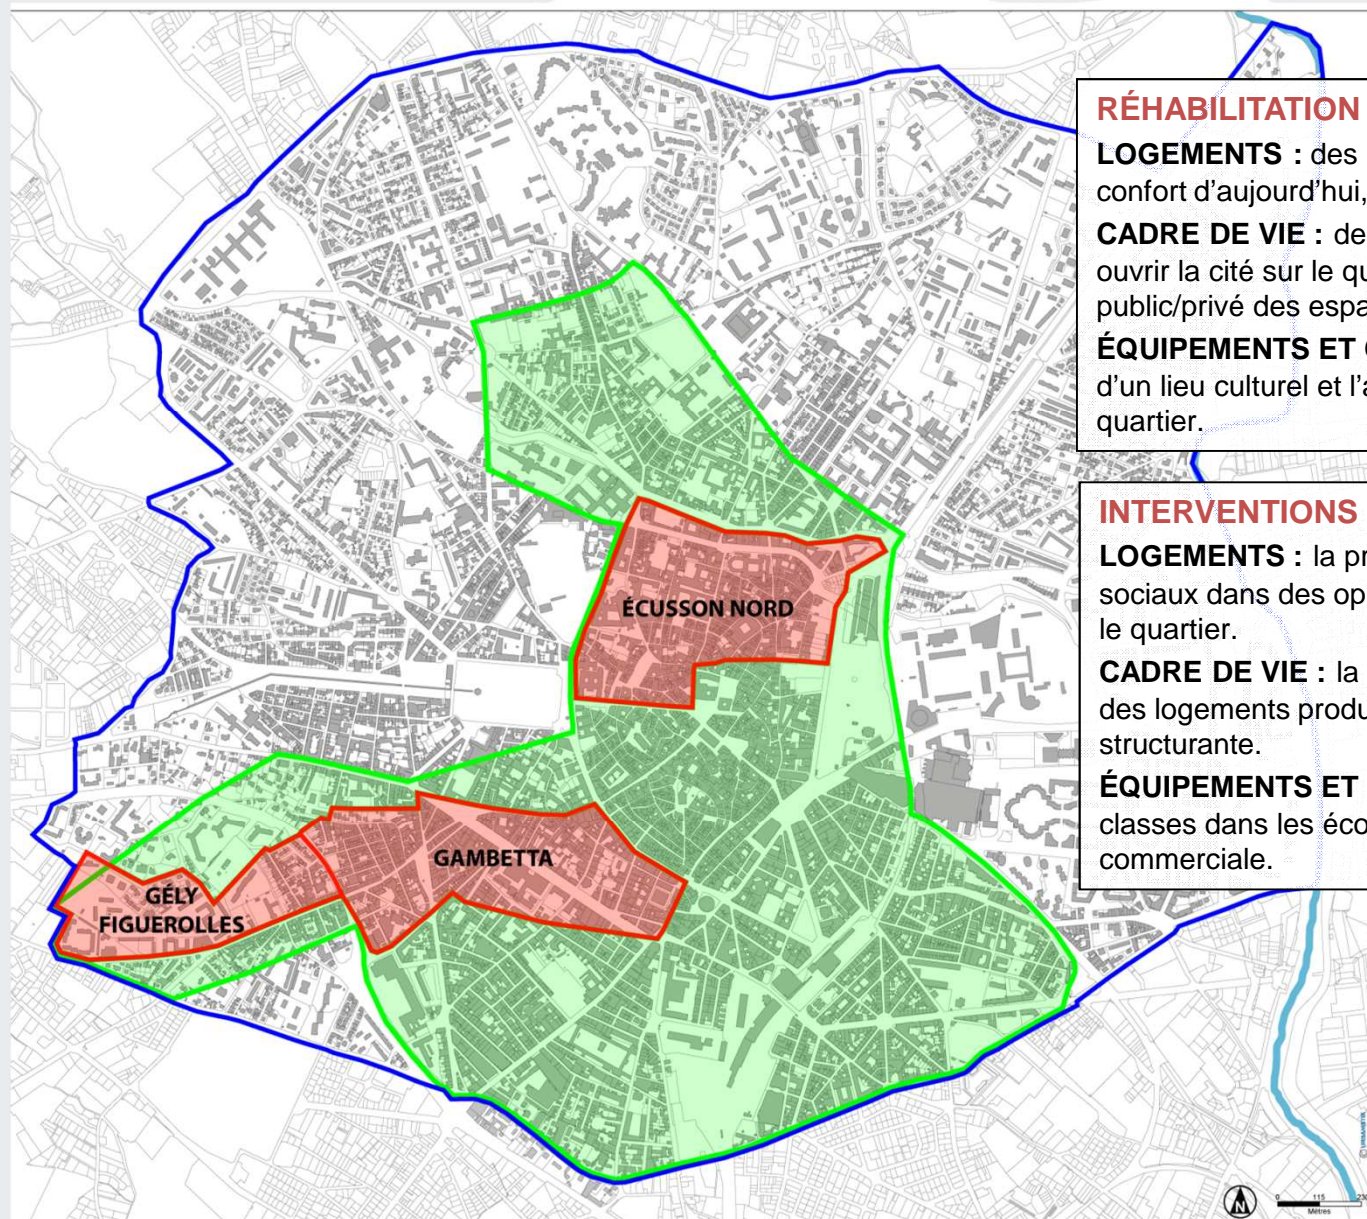 RÉHABILITATION
LOGEMENTS : des
confort d'aujourd'hui,
CADRE DE VIE : de
ouvrir la cité sur le qu
public/privé des espa
ÉQUIPEMENTS ET
d'un lieu culturel et l'a
quartier.
INTERVENTIONS
LOGEMENTS : la pr
sociaux dans des op
le quartier.
CADRE DE VIE : la
des logements produ
structurante.
ÉQUIPEMENTS ET
classes dans les éco
commerciale.
ÉCUSSON NORD
GAMBETTA
GÉLY
FIGUEROLLES
N
0 115 230
Mètres